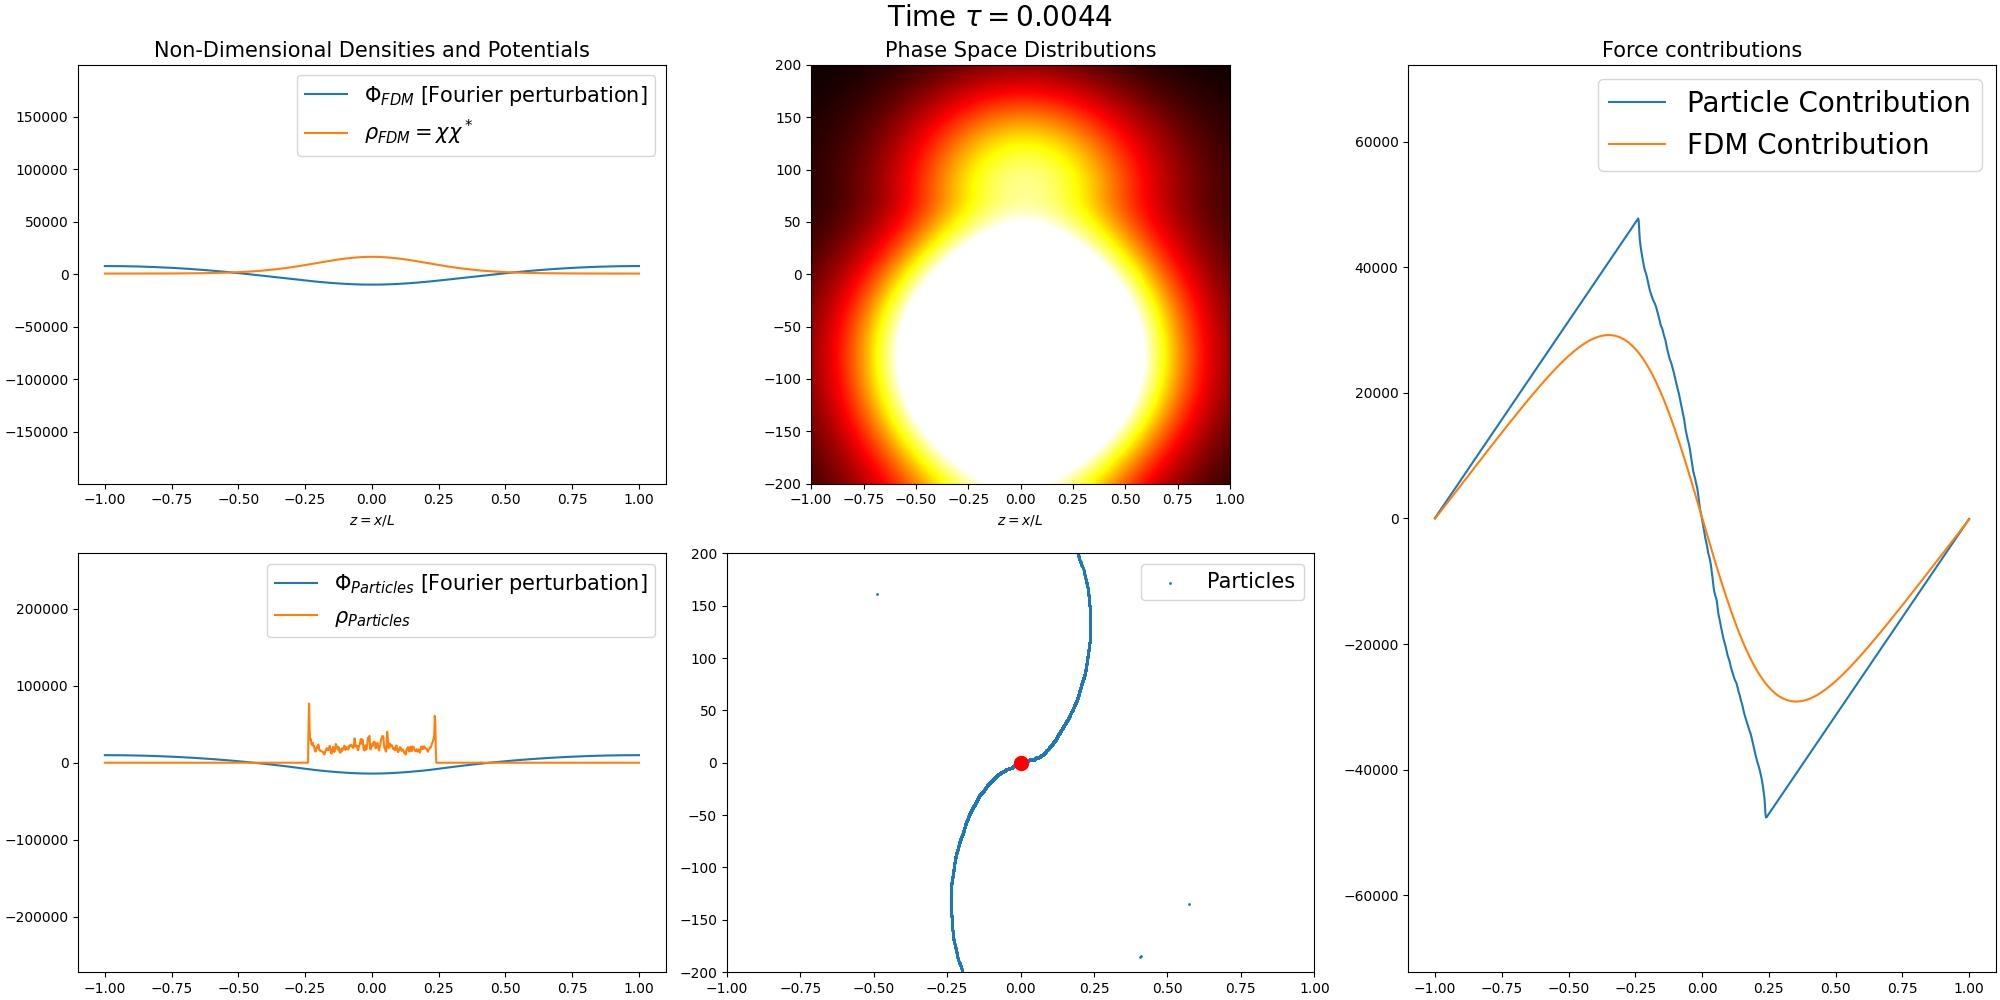 Time τ = 0.0044
Non-Dimensional Densities and Potentials
Φ_FDM [Fourier perturbation]
ρ_FDM = χχ*
150000
100000
50000
0
−50000
−100000
−150000
−1.00 −0.75 −0.50 −0.25 0.00 0.25 0.50 0.75 1.00
z = x/L
Phase Space Distributions
200
150
100
50
0
−50
−100
−150
−200
−1.00 −0.75 −0.50 −0.25 0.00 0.25 0.50 0.75 1.00
z = x/L
Force contributions
Particle Contribution
FDM Contribution
60000
40000
20000
0
−20000
−40000
−60000
−1.00 −0.75 −0.50 −0.25 0.00 0.25 0.50 0.75 1.00
Φ_Particles [Fourier perturbation]
ρ_Particles
200000
100000
0
−100000
−200000
−1.00 −0.75 −0.50 −0.25 0.00 0.25 0.50 0.75 1.00
Particles
200
150
100
50
0
−50
−100
−150
−200
−1.00 −0.75 −0.50 −0.25 0.00 0.25 0.50 0.75 1.00